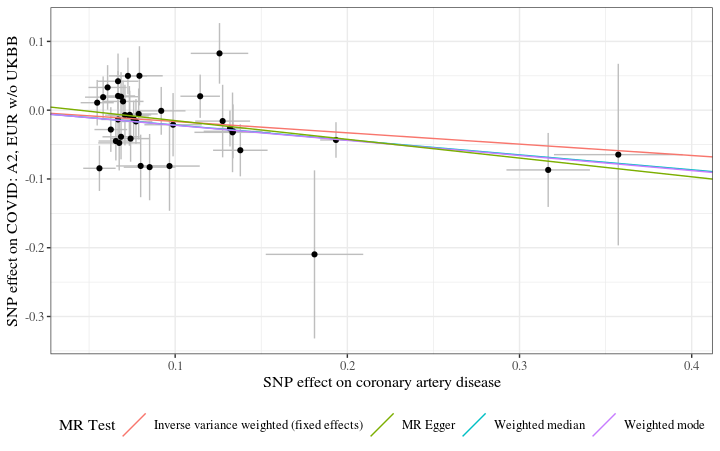 0.1
0.0
-0.1
-0.2
-0.3
SNP effect on COVID: A2, EUR w/o UKBB
0.1 0.2 0.3 0.4
SNP effect on coronary artery disease
MR Test Inverse variance weighted (fixed effects) MR Egger Weighted median Weighted mode